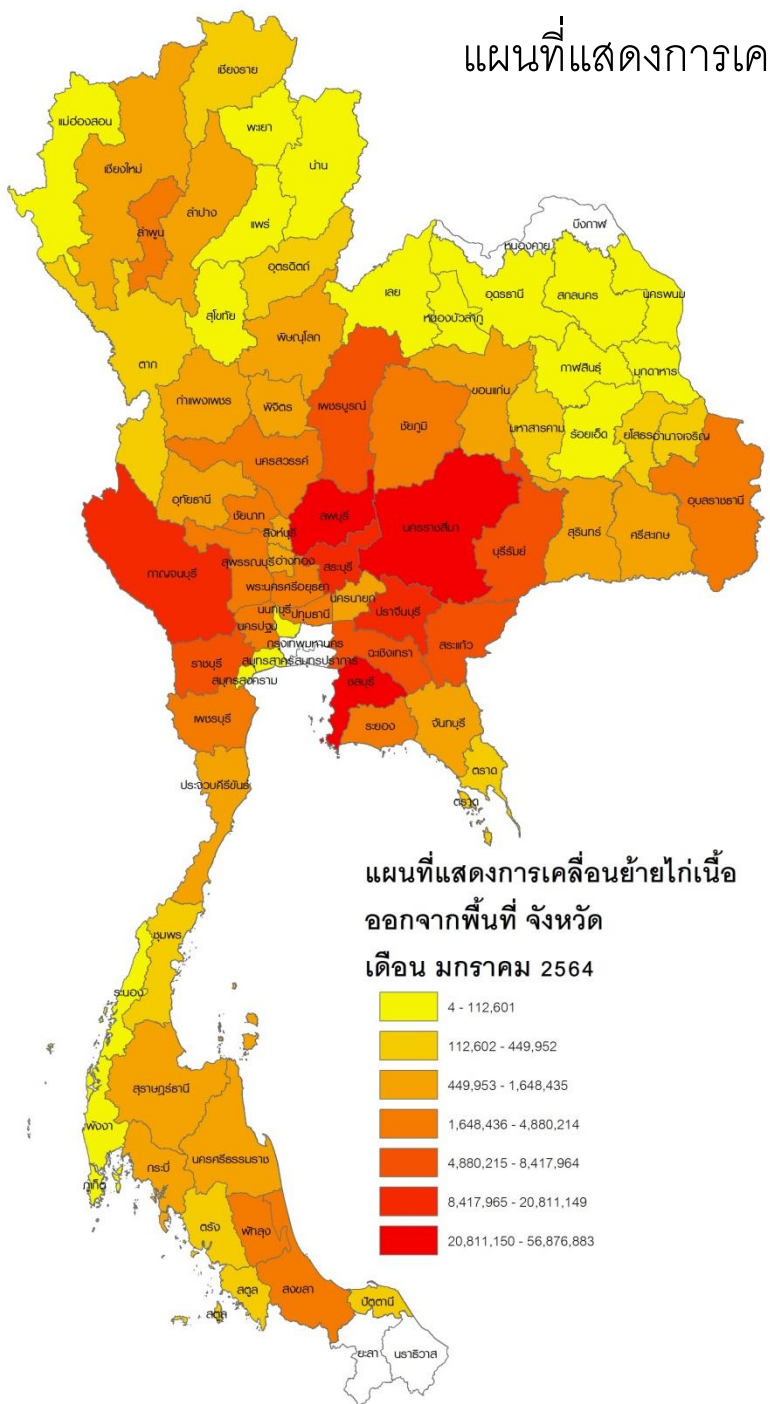 แผนที่แสดงการเค
เชียงราย
แม่ฮ่องสอน
พะเยา
น่าน
เชียงใหม่
ลำปาง
ลำพูน
แพร่
บึงกาฬ
หนองคาย
อุตรดิตถ์
เลย
อุดรธานี
สกลนคร
นครพนม
สุโขทัย
หนองบัวลำภู
พิษณุโลก
ตาก
กาฬสินธุ์
มุกดาหาร
ขอนแก่น
กำแพงเพชร
พิจิตร
เพชรบูรณ์
ชัยภูมิ
มหาสารคาม
ร้อยเอ็ด
ยโสธร
อำนาจเจริญ
นครสวรรค์
อุทัยธานี
อุบลราชธานี
ชัยนาท
ลพบุรี
นครราชสีมา
สิงห์บุรี
บุรีรัมย์
สุรินทร์
ศรีสะเกษ
สุพรรณบุรี
อ่างทอง
สระบุรี
กาญจนบุรี
พระนครศรีอยุธยา
นครนายก
นนทบุรี
ปทุมธานี
ปราจีนบุรี
นครปฐม
กรุงเทพมหานคร
ฉะเชิงเทรา
สระแก้ว
ราชบุรี
สมุทรสาคร
สมุทรปราการ
สมุทรสงคราม
ชลบุรี
เพชรบุรี
ระยอง
จันทบุรี
ตราด
ตราด
ประจวบคีรีขันธ์
แผนที่แสดงการเคลื่อนย้ายไก่เนื้อ
ออกจากพื้นที่ จังหวัด
เดือน มกราคม 2564
4 - 112,601
112,602 - 449,952
449,953 - 1,648,435
1,648,436 - 4,880,214
4,880,215 - 8,417,964
8,417,965 - 20,811,149
20,811,150 - 56,876,883
ชุมพร
ระนอง
สุราษฎร์ธานี
พังงา
กระบี่
นครศรีธรรมราช
ภูเก็ต
ตรัง
พัทลุง
สตูล
สงขลา
ปัตตานี
สตูล
ยะลา
นราธิวาส